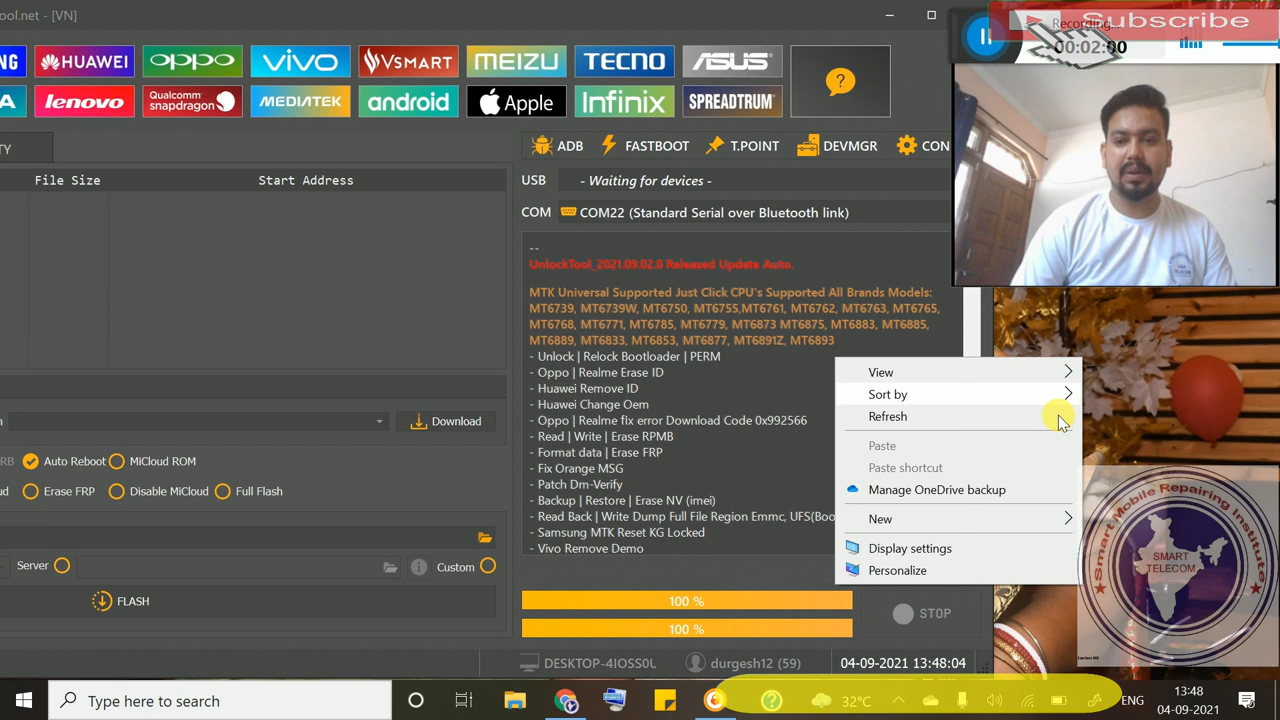 ool.net - [VN]
Recording...
Subscribe
00:02:00
NG
HUAWEI
oppo
vivo
VSMART
MEIZU
TECNO
ASUS
A
lenovo
Qualcomm
snapdragon
MEDIATEK
android
Apple
Infinix
SPREADTRUM
?
TY
ADB
FASTBOOT
T.POINT
DEVMGR
CON
File Size
Start Address
USB
- Waiting for devices -
COM
COM22 (Standard Serial over Bluetooth link)
--
UnlockTool_2021.09.02.0 Released Update Auto.
MTK Universal Supported Just Click CPU's Supported All Brands Models:
MT6739, MT6739W, MT6750, MT6755,MT6761, MT6762, MT6763, MT6765,
MT6768, MT6771, MT6785, MT6779, MT6873 MT6875, MT6883, MT6885,
MT6889, MT6833, MT6853, MT6877, MT6891Z, MT6893
- Unlock | Relock Bootloader | PERM
- Oppo | Realme Erase ID
- Huawei Remove ID
- Huawei Change Oem
- Oppo | Realme fix error Download Code 0x992566
- Read | Write | Erase RPMB
- Format data | Erase FRP
- Fix Orange MSG
- Patch Dm-Verify
- Backup | Restore | Erase NV (imei)
- Read Back | Write Dump Full File Region Emmc, UFS(Boo
- Samsung MTK Reset KG Locked
- Vivo Remove Demo
View
Sort by
Refresh
Paste
Paste shortcut
Manage OneDrive backup
New
Display settings
Personalize
n
Download
RB
Auto Reboot
MiCloud ROM
ud
Erase FRP
Disable MiCloud
Full Flash
Server
Custom
FLASH
100 %
100 %
STOP
DESKTOP-4IOSS0U
durgesh12 (59)
04-09-2021 13:48:04
Smart Mobile Repairing Institute
SMART
TELECOM
Type here to search
32°C
ENG
13:48
04-09-2021